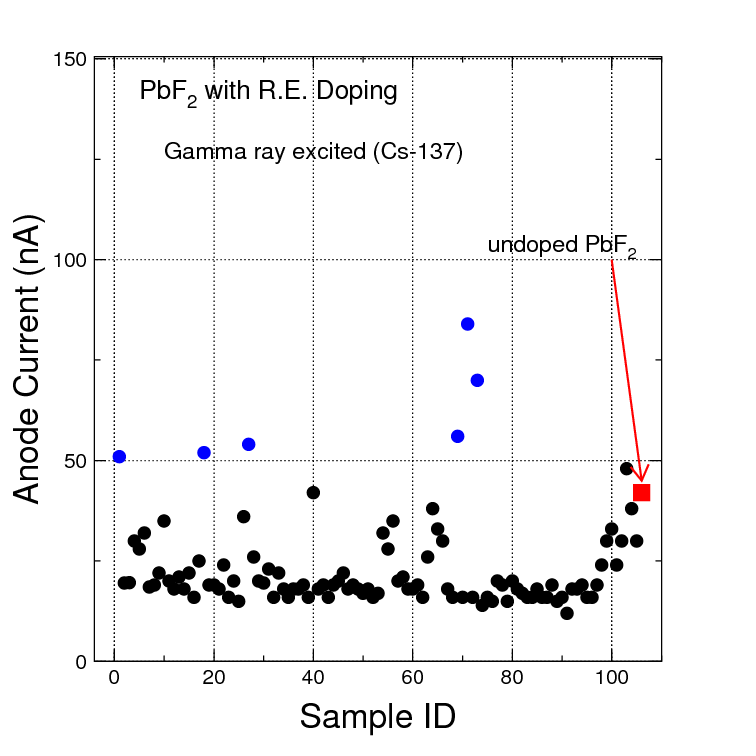 150
PbF2 with R.E. Doping
Gamma ray excited (Cs-137)
undoped PbF2
100
50
0
Anode Current (nA)
0 20 40 60 80 100
Sample ID